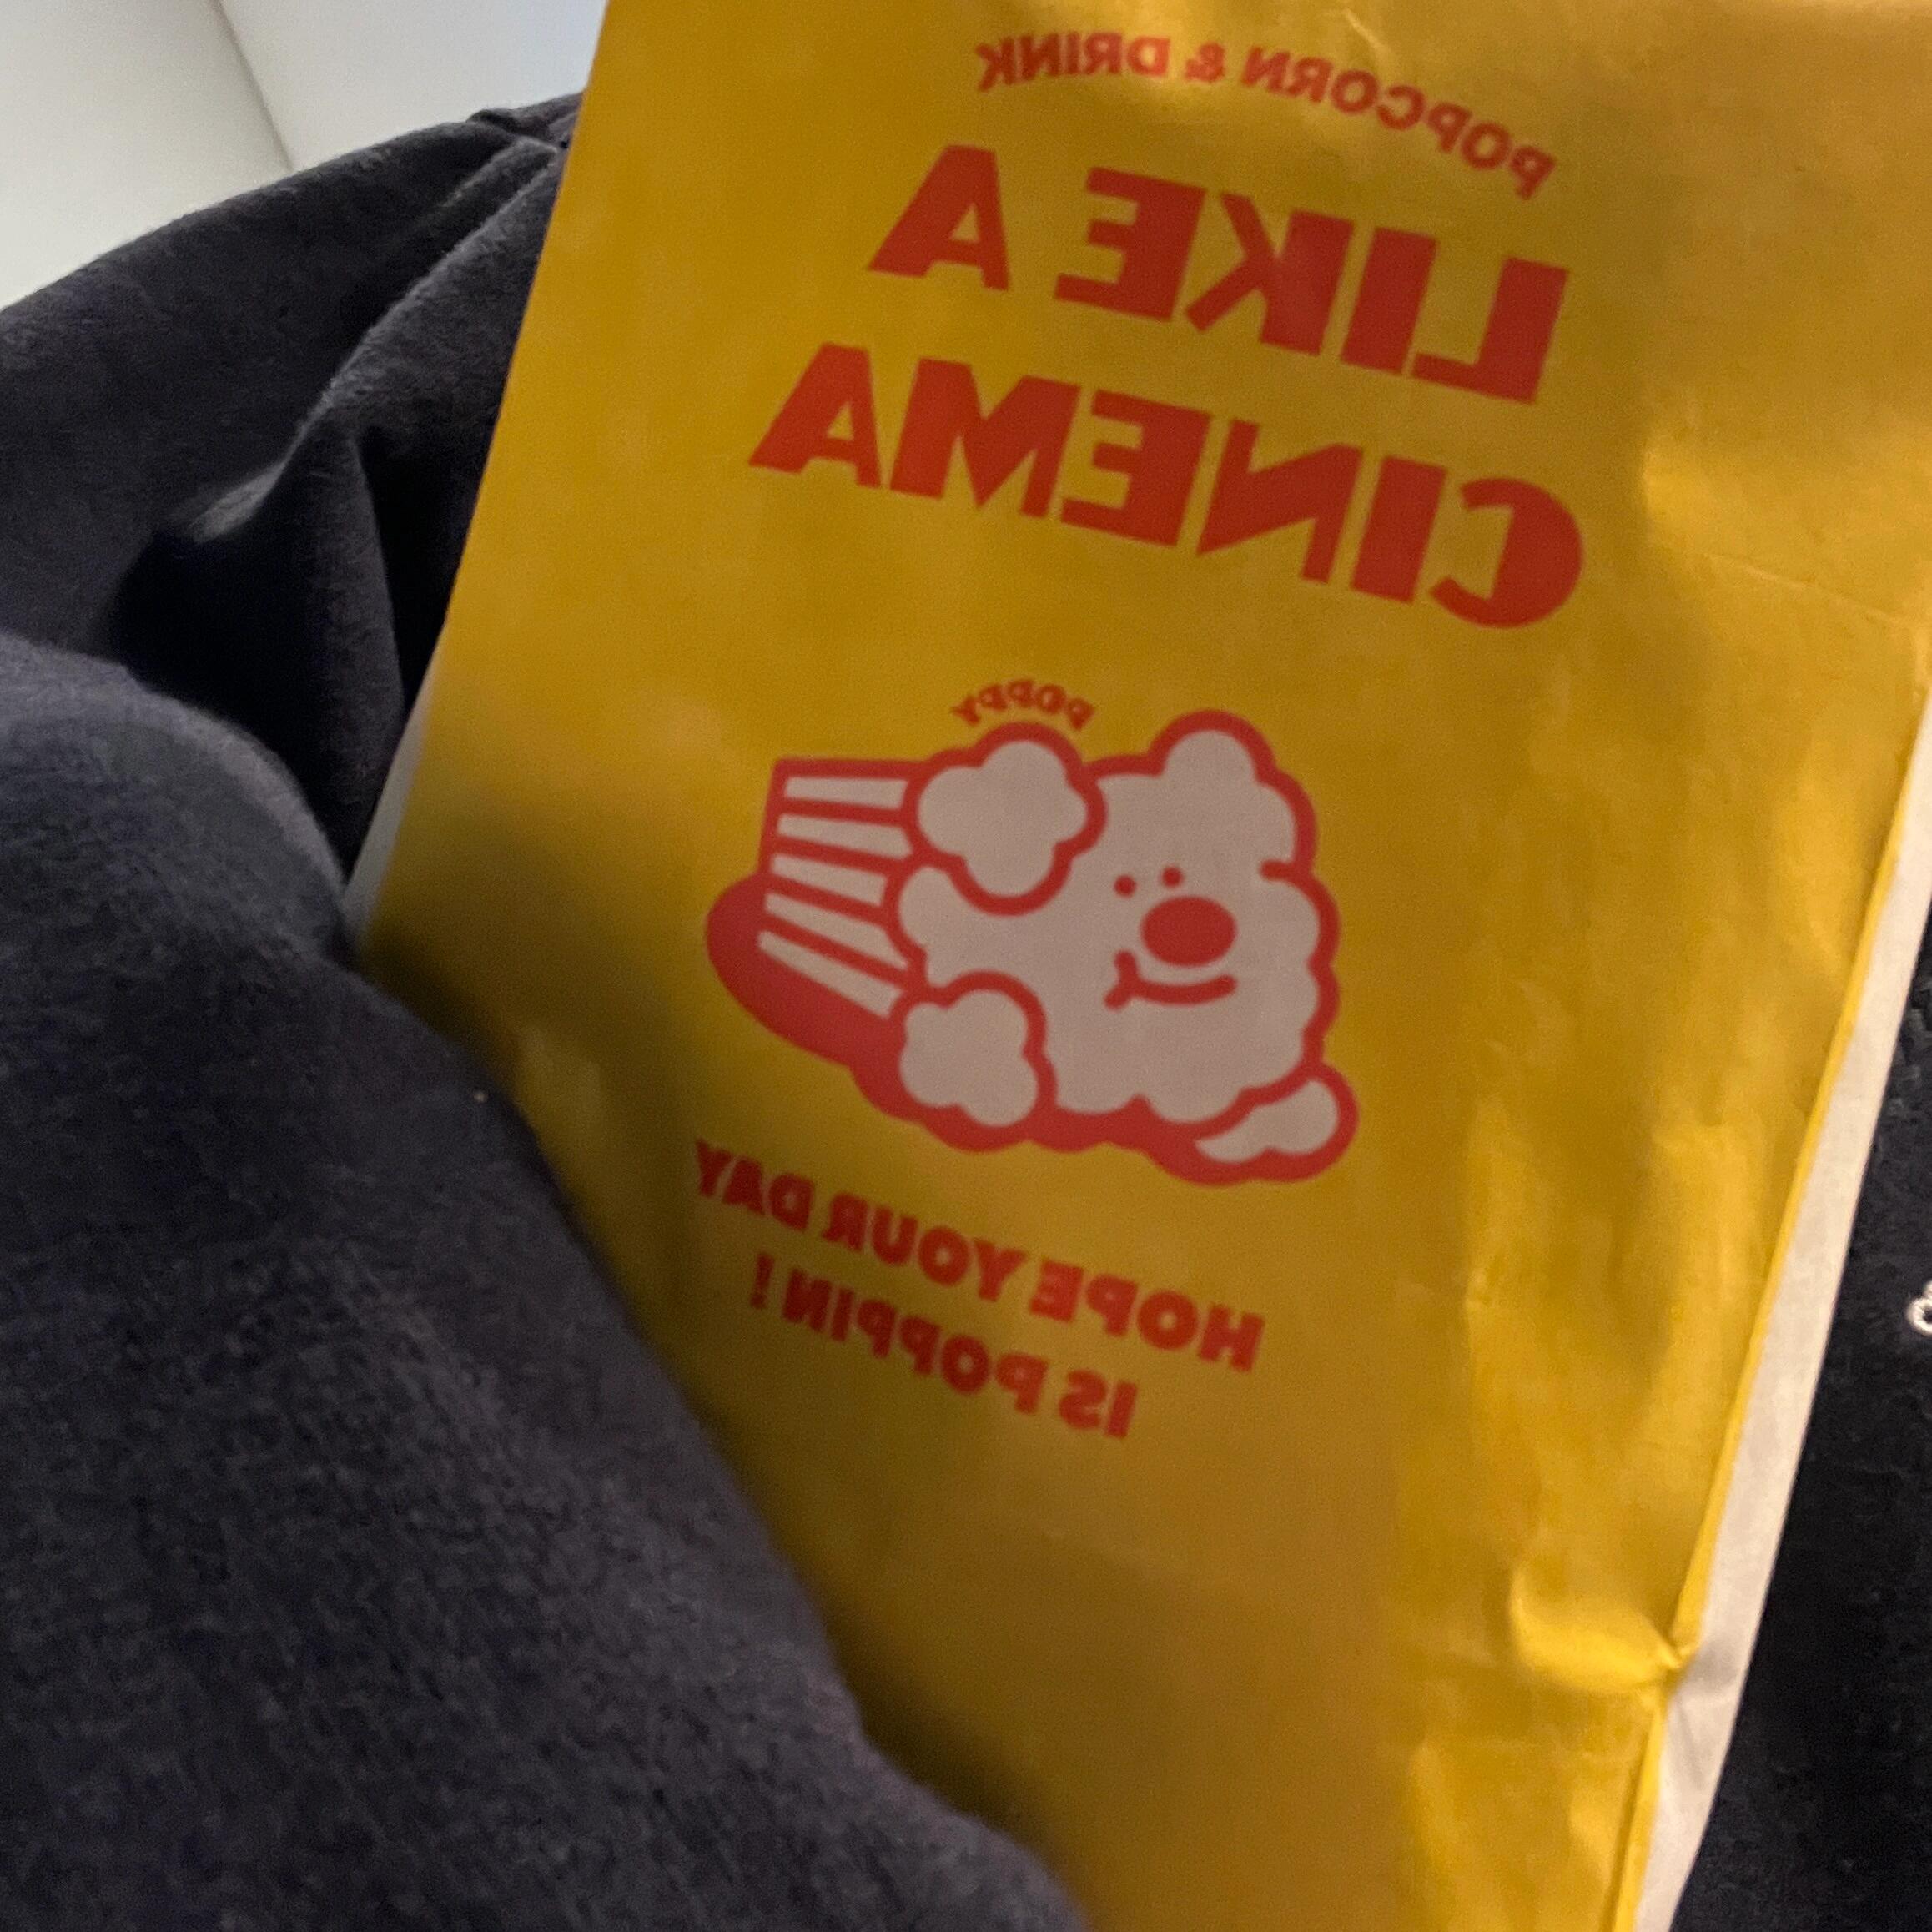 POPCORN & DRINK
LIKE A
CINEMA
POPPY
HOPE YOUR DAY
IS POPPIN!